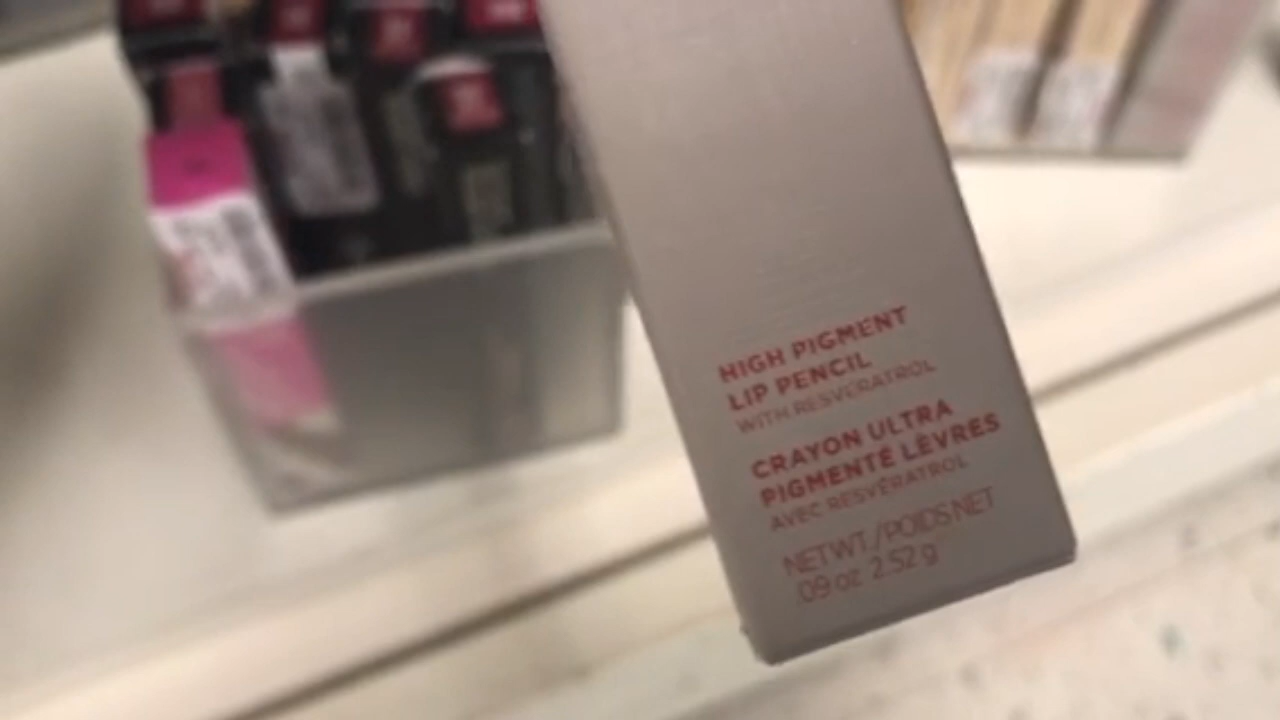 HIGH PIGMENT
LIP PENCIL
WITH RESVERATROL
CRAYON ULTRA
PIGMENTÉ LÈVRES
AVEC RESVÉRATROL
NET WT./POIDS NET
.09 oz 2.52 g